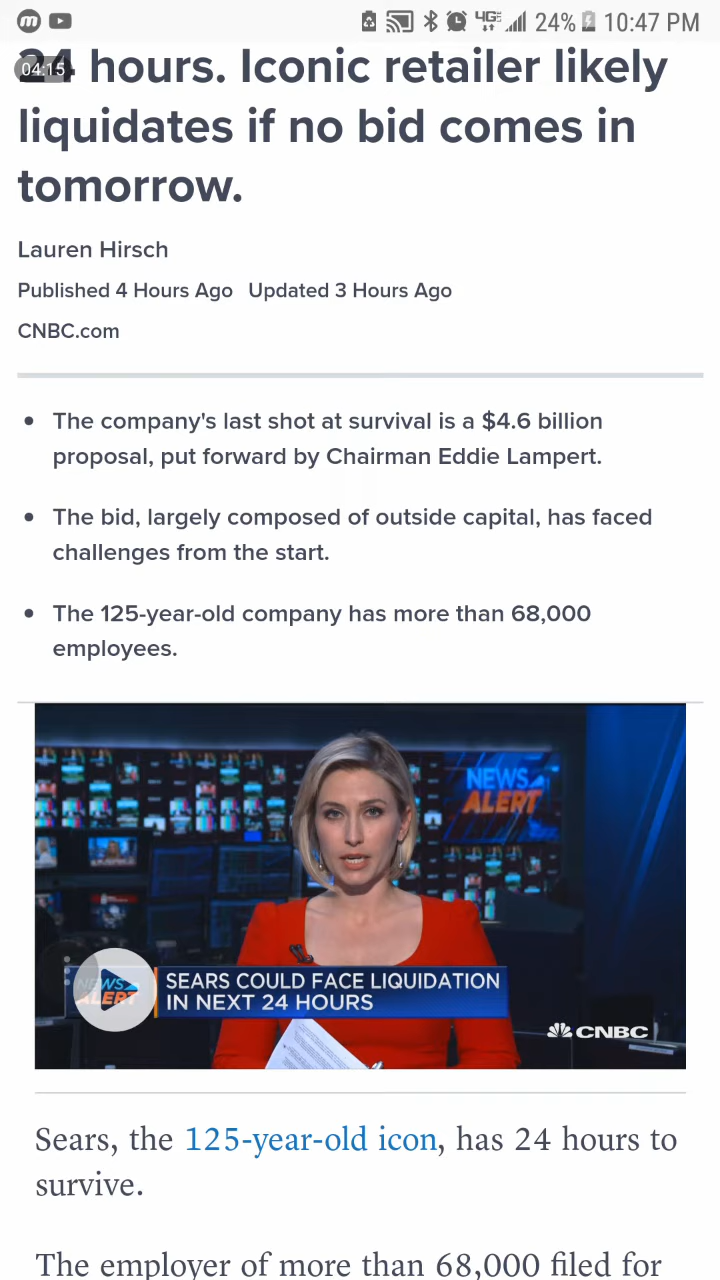 24% 10:47 PM
04:15
24 hours. Iconic retailer likely
liquidates if no bid comes in
tomorrow.
Lauren Hirsch
Published 4 Hours Ago Updated 3 Hours Ago
CNBC.com
The company's last shot at survival is a $4.6 billion
proposal, put forward by Chairman Eddie Lampert.
The bid, largely composed of outside capital, has faced
challenges from the start.
The 125-year-old company has more than 68,000
employees.
NEWS
ALERT
NEWS
ALERT
SEARS COULD FACE LIQUIDATION
IN NEXT 24 HOURS
CNBC
Sears, the 125-year-old icon, has 24 hours to
survive.
The employer of more than 68,000 filed for